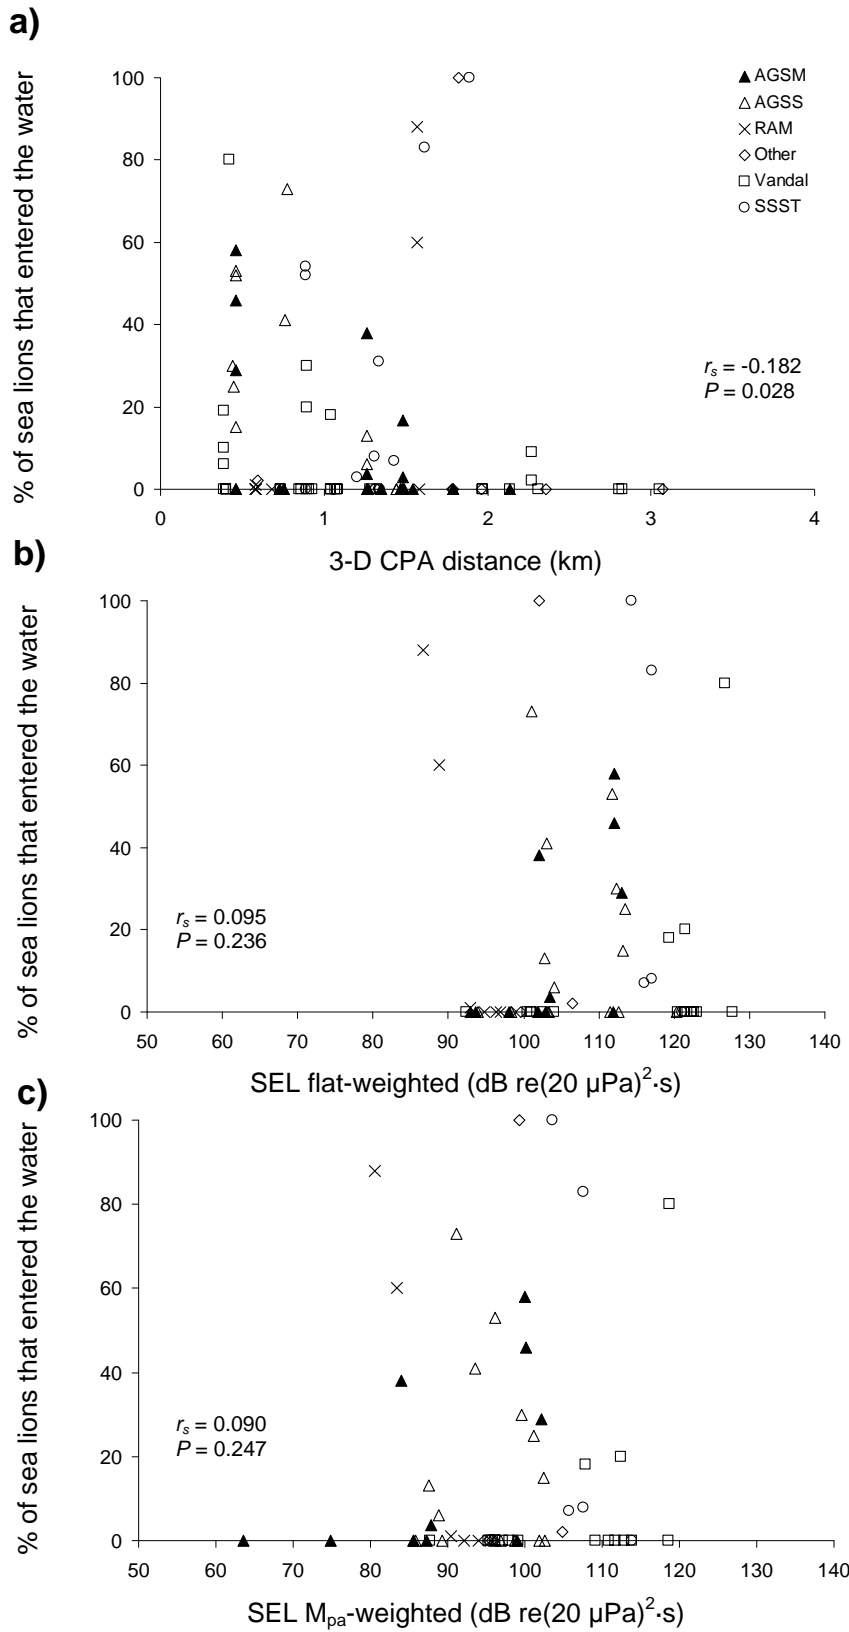 a)
% of sea lions that entered the water
100
80
60
40
20
0
0 1 2 3 4
3-D CPA distance (km)
AGSM
AGSS
RAM
Other
Vandal
SSST
rs = -0.182
P = 0.028
b)
% of sea lions that entered the water
100
80
60
40
20
0
50 60 70 80 90 100 110 120 130 140
SEL flat-weighted (dB re(20 µPa)²·s)
rs = 0.095
P = 0.236
c)
% of sea lions that entered the water
100
80
60
40
20
0
50 60 70 80 90 100 110 120 130 140
SEL Mpa-weighted (dB re(20 µPa)²·s)
rs = 0.090
P = 0.247